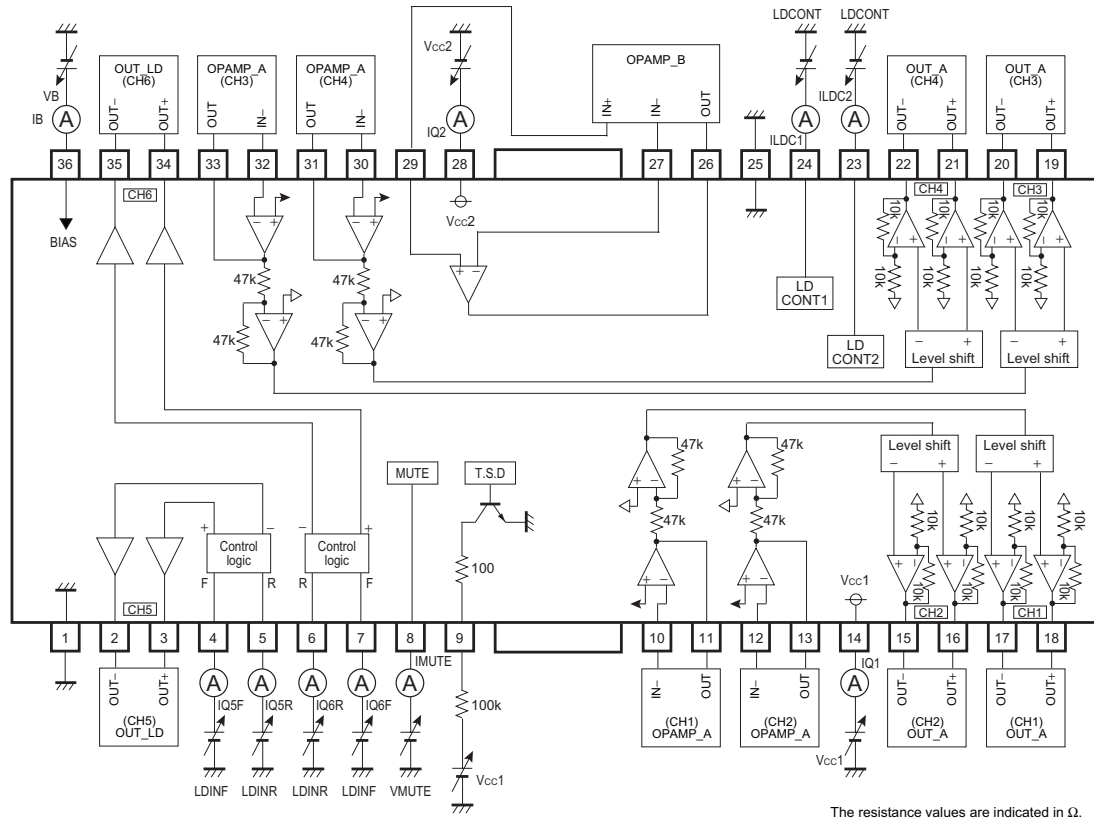 LDCONT LDCONT
Vcc2
OUT_LD
(CH6)
OUT−
OUT+
OPAMP_A
(CH3)
OUT
IN−
OPAMP_A
(CH4)
OUT
IN−
OPAMP_B
IN+
IN−
OUT
OUT_A
(CH4)
OUT−
OUT+
OUT_A
(CH3)
OUT−
OUT+
VB
IB
A
IQ2
A
ILDC1
A
ILDC2
A
36 35 34 33 32 31 30 29 28 27 26 25 24 23 22 21 20 19
BIAS
CH6
Vcc2
CH4
CH3
− +
− +
+ −
10k 10k 10k 10k
10k 10k
− + − + − + − +
47k
47k
− +
47k
47k
− +
LD
CONT1
LD
CONT2
− +
Level shift
− +
Level shift
MUTE
T.S.D
100
+ −
Control
logic
F R
− +
Control
logic
R F
47k
47k
+ −
+ −
47k
47k
+ −
+ −
Level shift
− +
Level shift
− +
10k 10k 10k 10k
10k 10k
+ − + − + − + −
CH5
Vcc1
CH2
CH1
1 2 3 4 5 6 7 8 9 10 11 12 13 14 15 16 17 18
OUT−
OUT+
(CH5)
OUT_LD
A
IQ5F
A
IQ5R
A
IQ6R
A
IQ6F
IMUTE
A
LDINF LDINR LDINR LDINF VMUTE
100k
Vcc1
IN−
OUT
(CH1)
OPAMP_A
IN−
OUT
(CH2)
OPAMP_A
IQ1
A
Vcc1
OUT−
OUT+
(CH2)
OUT_A
OUT−
OUT+
(CH1)
OUT_A
The resistance values are indicated in Ω.